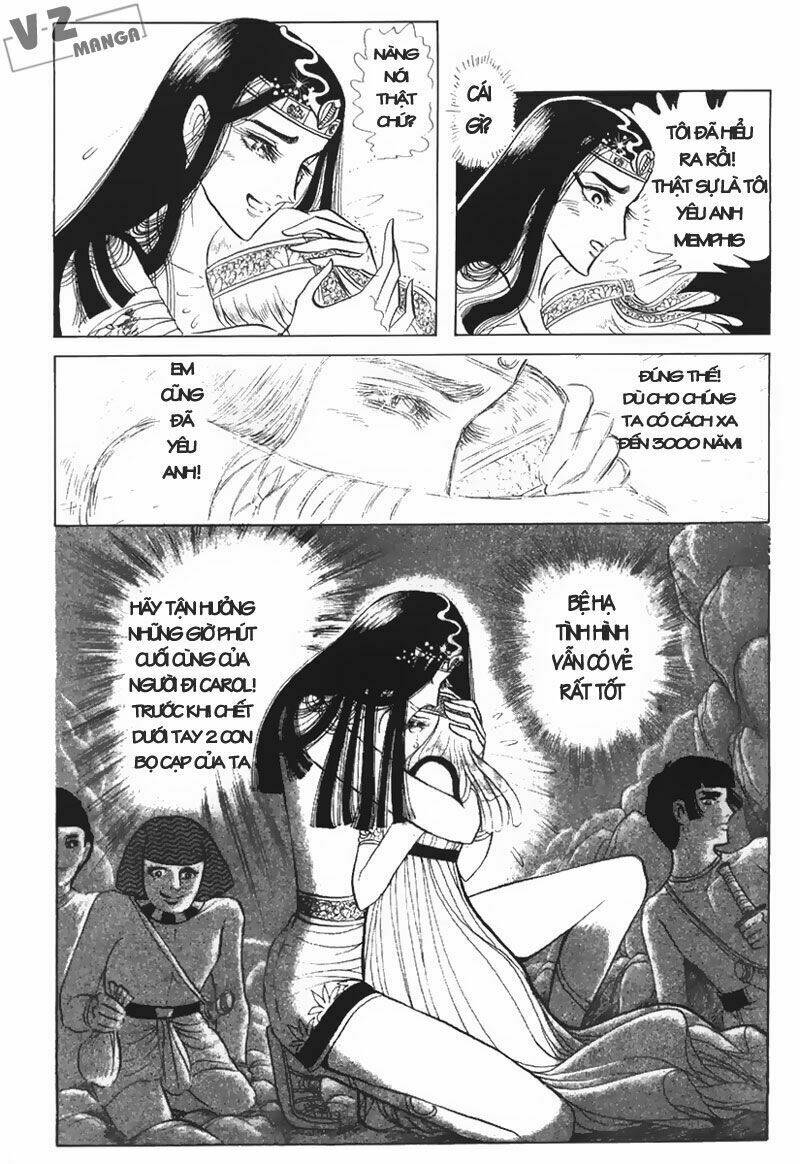 V-Z
MANGA
TÔI ĐÃ HIỂU
RA RỒI!
THẬT SỰ LÀ TÔI
YÊU ANH
MEMPHIS
CÁI
GÌ?
NÀNG
NÓI
THẬT
CHỨ?
ĐÚNG THẾ!
DÙ CHO CHÚNG
TA CÓ CÁCH XA
ĐẾN 3000 NĂM!
EM
CŨNG
ĐÃ
YÊU
ANH!
BỆ HẠ
TÌNH HÌNH
VẪN CÓ VẺ
RẤT TỐT
HÃY TẬN HƯỞNG
NHỮNG GIỜ PHÚT
CUỐI CÙNG CỦA
NGƯỜI ĐI CAROL!
TRƯỚC KHI CHẾT
DƯỚI TAY 2 CON
BỌ CẠP CỦA TA